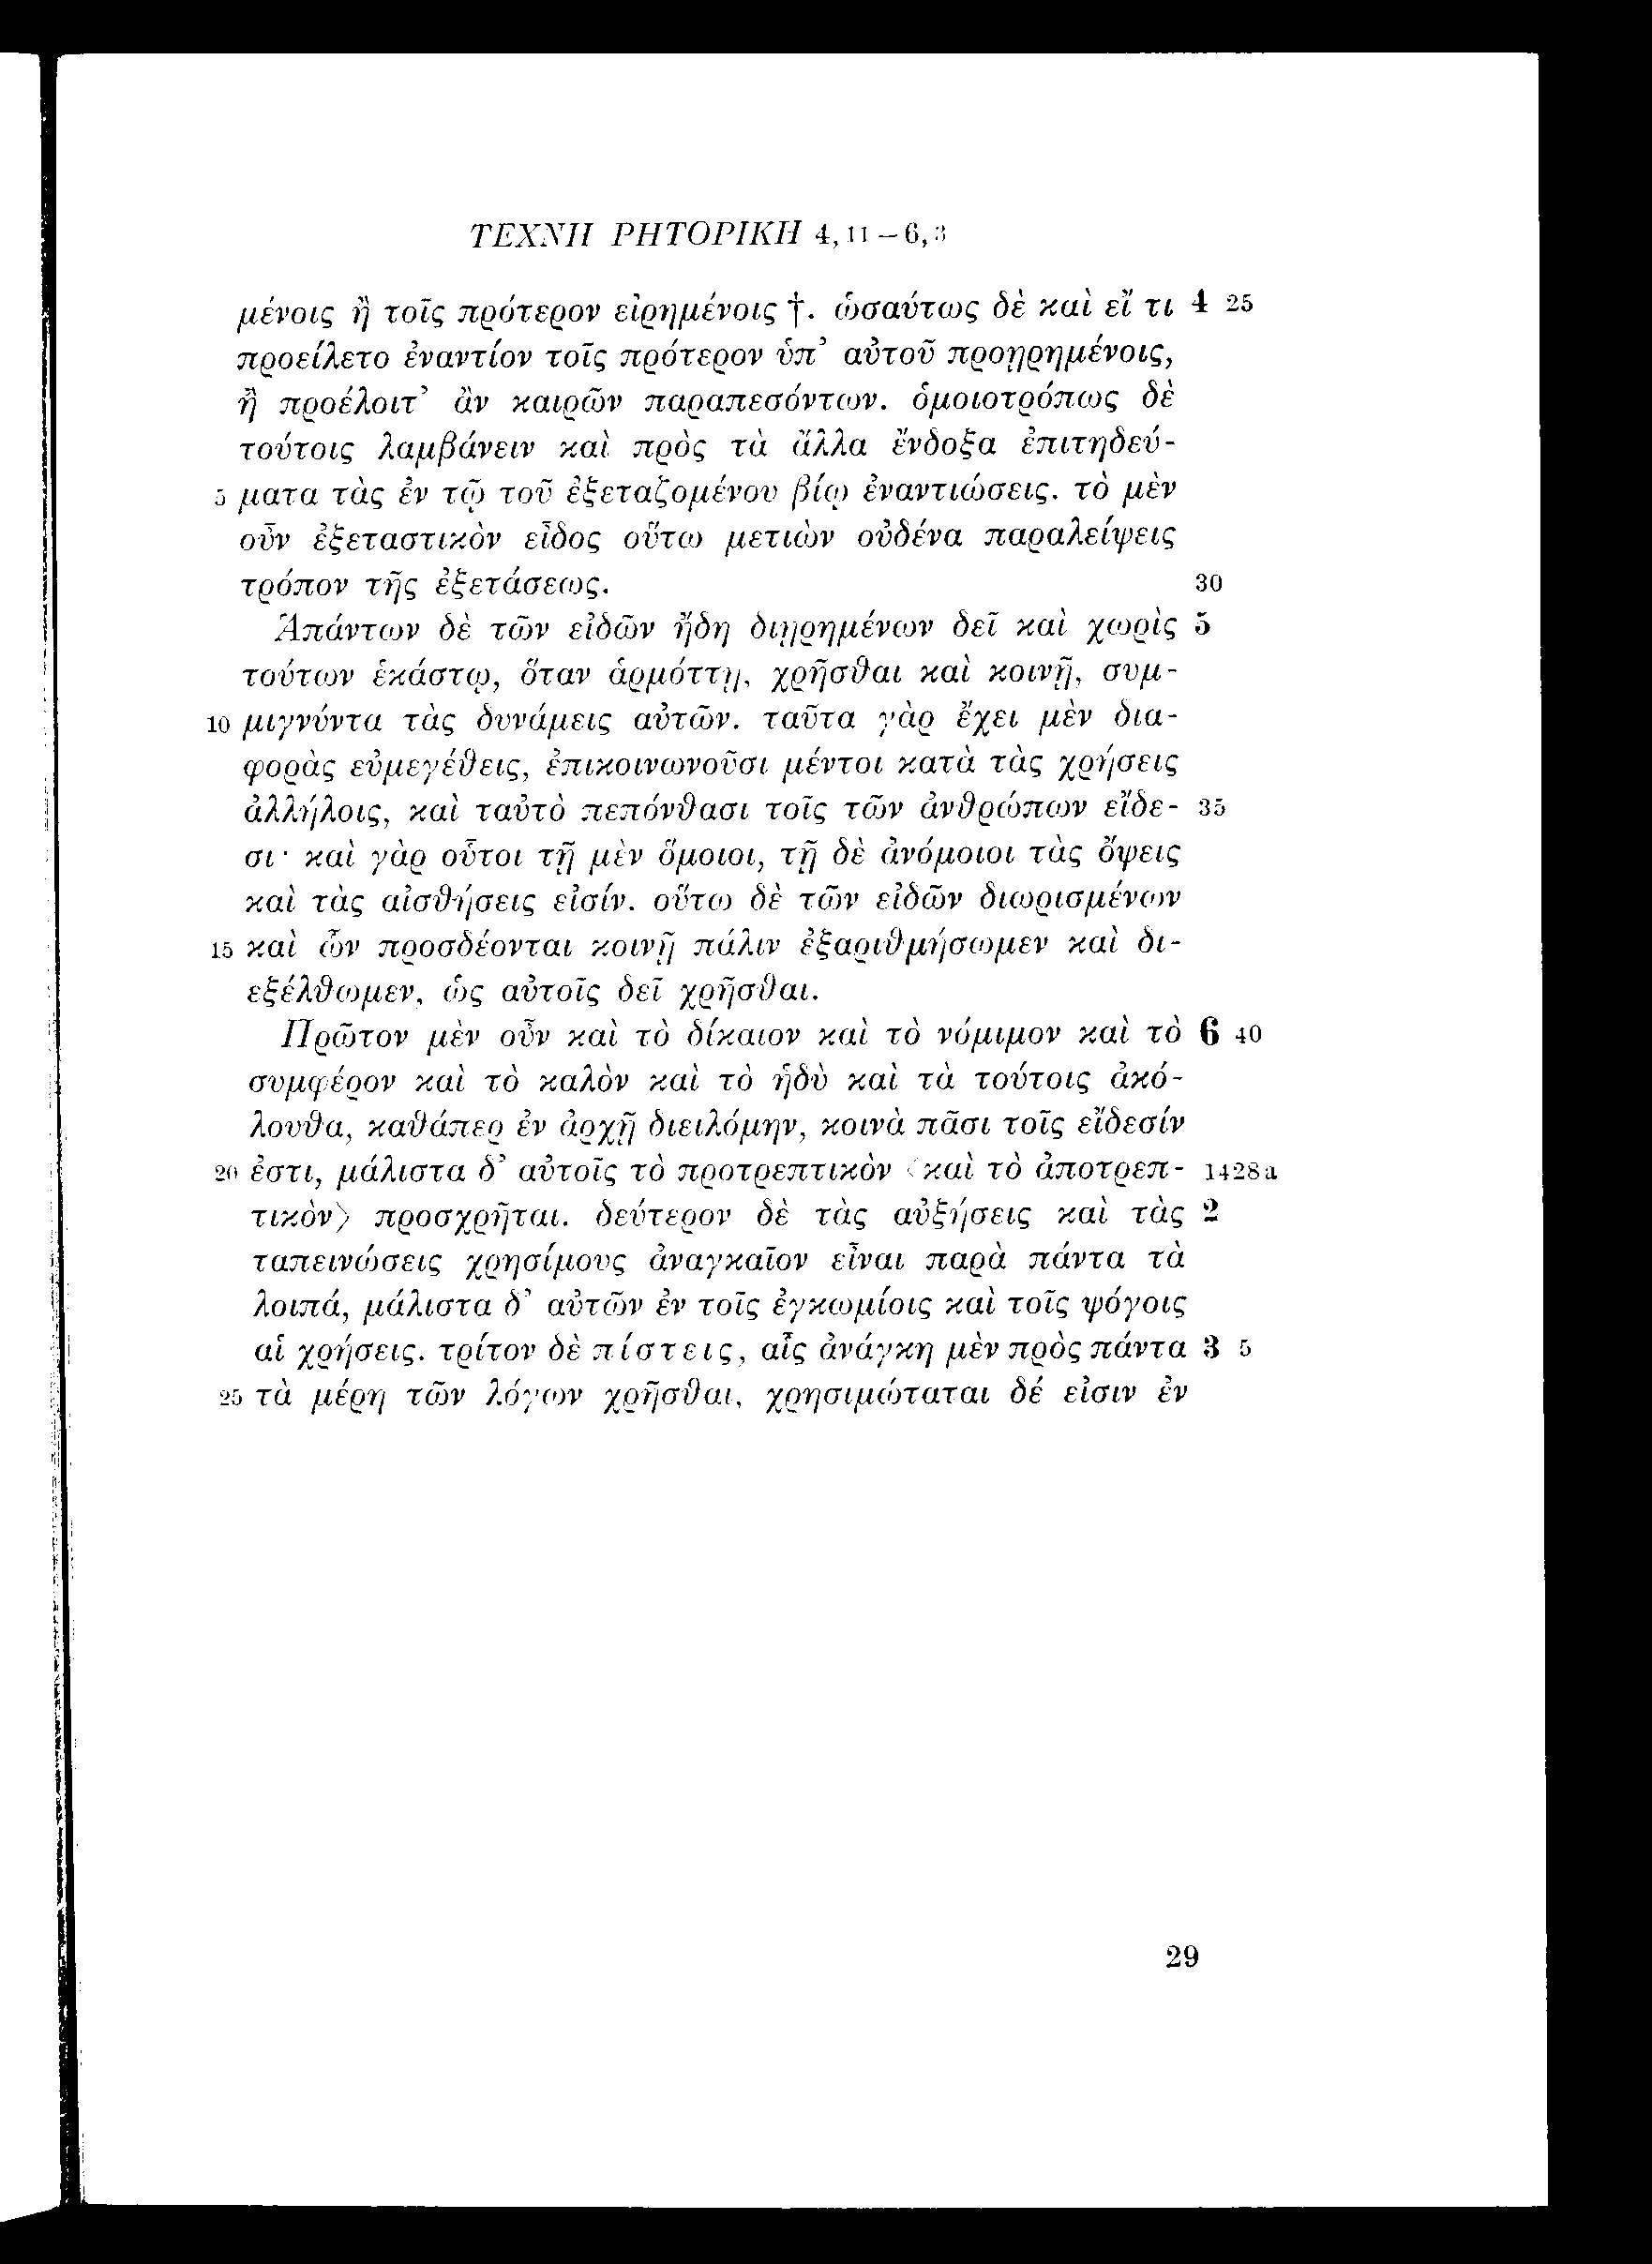 ΤΕΧΝΗ ΡΗΤΟΡΙΚΗ 4,11 – 6,3
μένοις ἢ τοῖς πρότερον εἰρημένοις †. ὡσαύτως δὲ καὶ εἴ τι 4 25
προείλετο ἐναντίον τοῖς πρότερον ὑπ’ αὐτοῦ προῃρημένοις,
ἢ προέλοιτ’ ἂν καιρῶν παραπεσόντων. ὁμοιοτρόπως δὲ
τούτοις λαμβάνειν καὶ πρὸς τὰ ἄλλα ἔνδοξα ἐπιτηδεύ-
5 ματα τὰς ἐν τῷ τοῦ ἐξεταζομένου βίῳ ἐναντιώσεις. τὸ μὲν
οὖν ἐξεταστικὸν εἶδος οὕτω μετιὼν οὐδένα παραλείψεις
τρόπον τῆς ἐξετάσεως. 30
Ἁπάντων δὲ τῶν εἰδῶν ἤδη διῃρημένων δεῖ καὶ χωρὶς 5
τούτων ἑκάστῳ, ὅταν ἁρμόττῃ, χρῆσθαι καὶ κοινῇ, συμ-
10 μιγνύντα τὰς δυνάμεις αὐτῶν. ταῦτα γὰρ ἔχει μὲν δια-
φορὰς εὐμεγέθεις, ἐπικοινωνοῦσι μέντοι κατὰ τὰς χρήσεις
ἀλλήλοις, καὶ ταὐτὸ πεπόνθασι τοῖς τῶν ἀνθρώπων εἴδε- 35
σι· καὶ γὰρ οὗτοι τῇ μὲν ὅμοιοι, τῇ δὲ ἀνόμοιοι τὰς ὄψεις
καὶ τὰς αἰσθήσεις εἰσίν. οὕτω δὲ τῶν εἰδῶν διωρισμένων
15 καὶ ὧν προσδέονται κοινῇ πάλιν ἐξαριθμήσωμεν καὶ δι-
εξέλθωμεν, ὡς αὐτοῖς δεῖ χρῆσθαι.
Πρῶτον μὲν οὖν καὶ τὸ δίκαιον καὶ τὸ νόμιμον καὶ τὸ 6 40
συμφέρον καὶ τὸ καλὸν καὶ τὸ ἡδὺ καὶ τὰ τούτοις ἀκό-
λουθα, καθάπερ ἐν ἀρχῇ διειλόμην, κοινὰ πᾶσι τοῖς εἴδεσίν
20 ἐστι, μάλιστα δ’ αὐτοῖς τὸ προτρεπτικὸν ⟨καὶ τὸ ἀποτρεπ- 1428a
τικὸν⟩ προσχρῆται. δεύτερον δὲ τὰς αὐξήσεις καὶ τὰς 2
ταπεινώσεις χρησίμους ἀναγκαῖον εἶναι παρὰ πάντα τὰ
λοιπά, μάλιστα δ’ αὐτῶν ἐν τοῖς ἐγκωμίοις καὶ τοῖς ψόγοις
αἱ χρήσεις. τρίτον δὲ πίστεις, αἷς ἀνάγκη μὲν πρὸς πάντα 3 5
25 τὰ μέρη τῶν λόγων χρῆσθαι, χρησιμώταται δέ εἰσιν ἐν
29